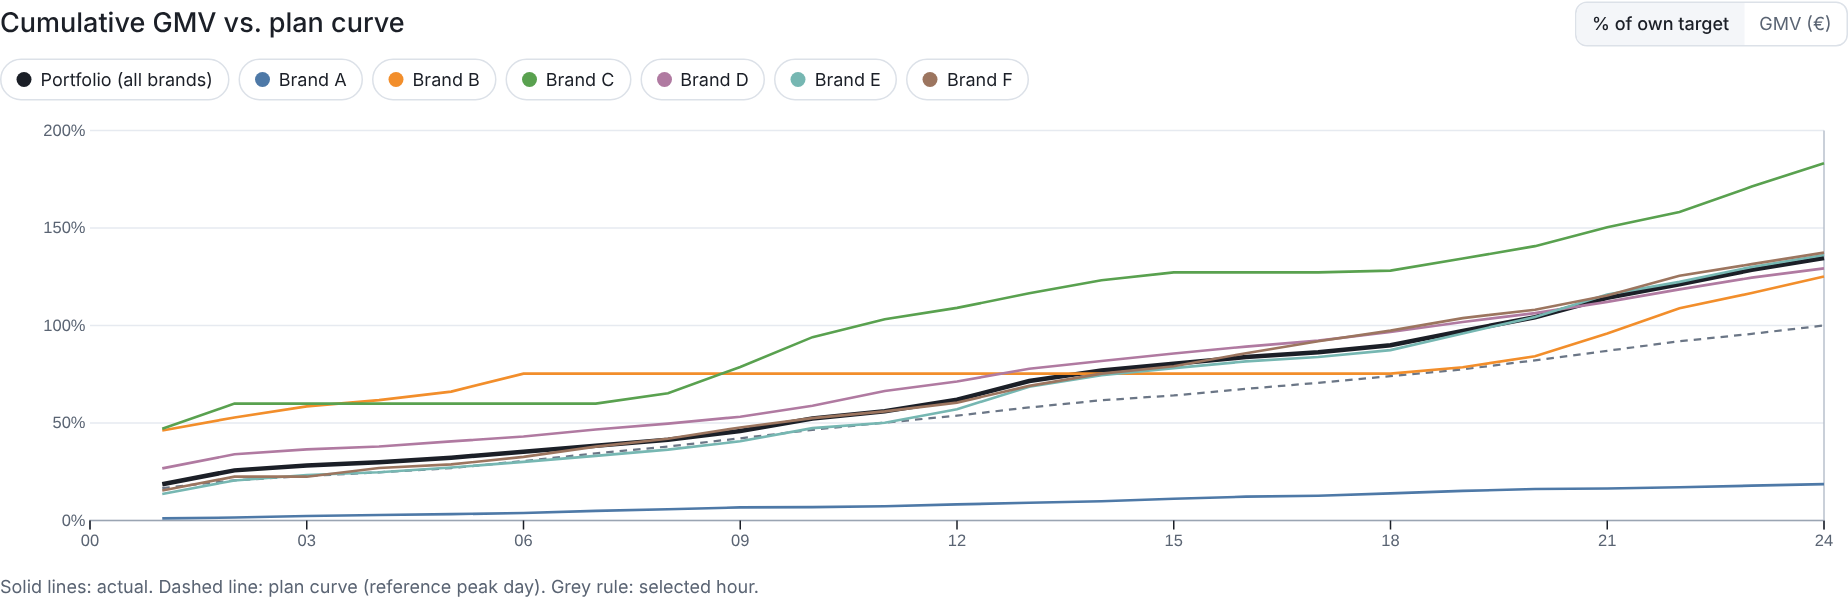 Cumulative GMV vs. plan curve
% of own target GMV (€)
Portfolio (all brands) Brand A Brand B Brand C Brand D Brand E Brand F
200%
150%
100%
50%
0%
00 03 06 09 12 15 18 21 24
Solid lines: actual. Dashed line: plan curve (reference peak day). Grey rule: selected hour.